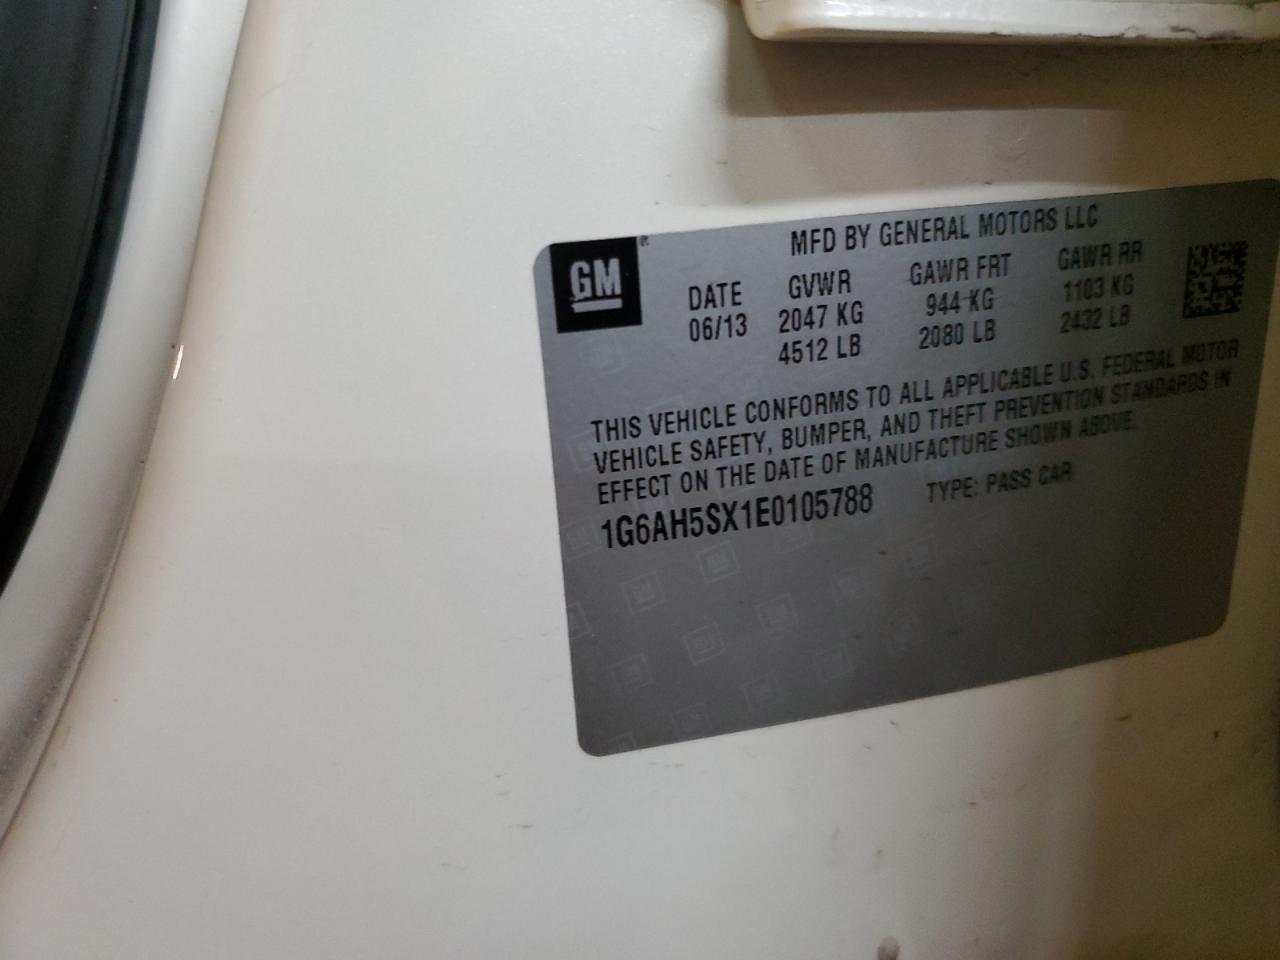 MFD BY GENERAL MOTORS LLC
GM®
DATE GVWR GAWR FRT GAWR RR
06/13 2047 KG 944 KG 1103 KG
4512 LB 2080 LB 2432 LB
THIS VEHICLE CONFORMS TO ALL APPLICABLE U.S. FEDERAL MOTOR
VEHICLE SAFETY, BUMPER, AND THEFT PREVENTION STANDARDS IN
EFFECT ON THE DATE OF MANUFACTURE SHOWN ABOVE.
1G6AH5SX1E0105788 TYPE: PASS CAR